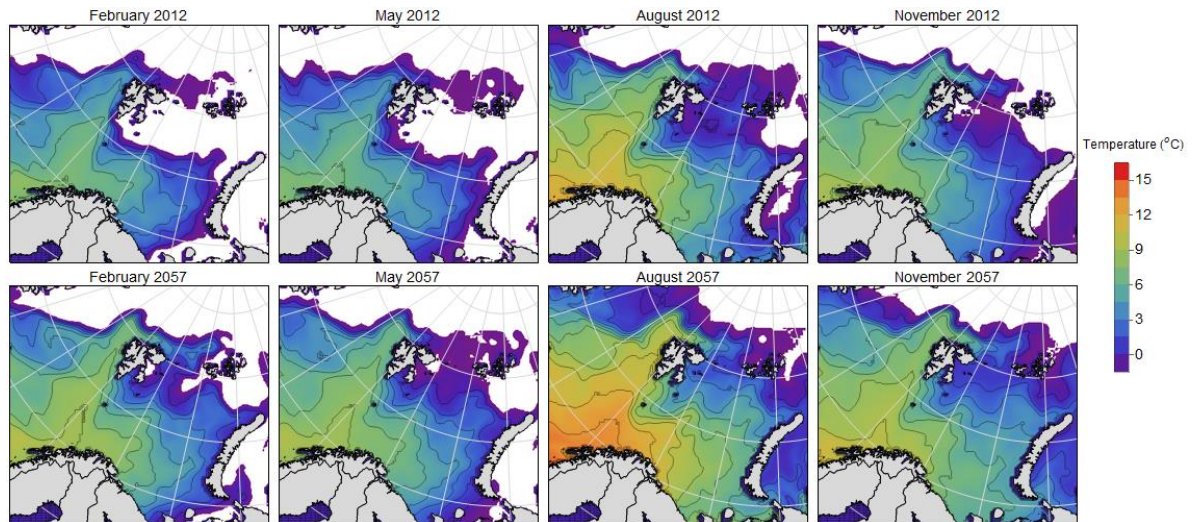 February 2012
May 2012
August 2012
November 2012
Temperature (°C)
15
12
9
6
3
0
February 2057
May 2057
August 2057
November 2057